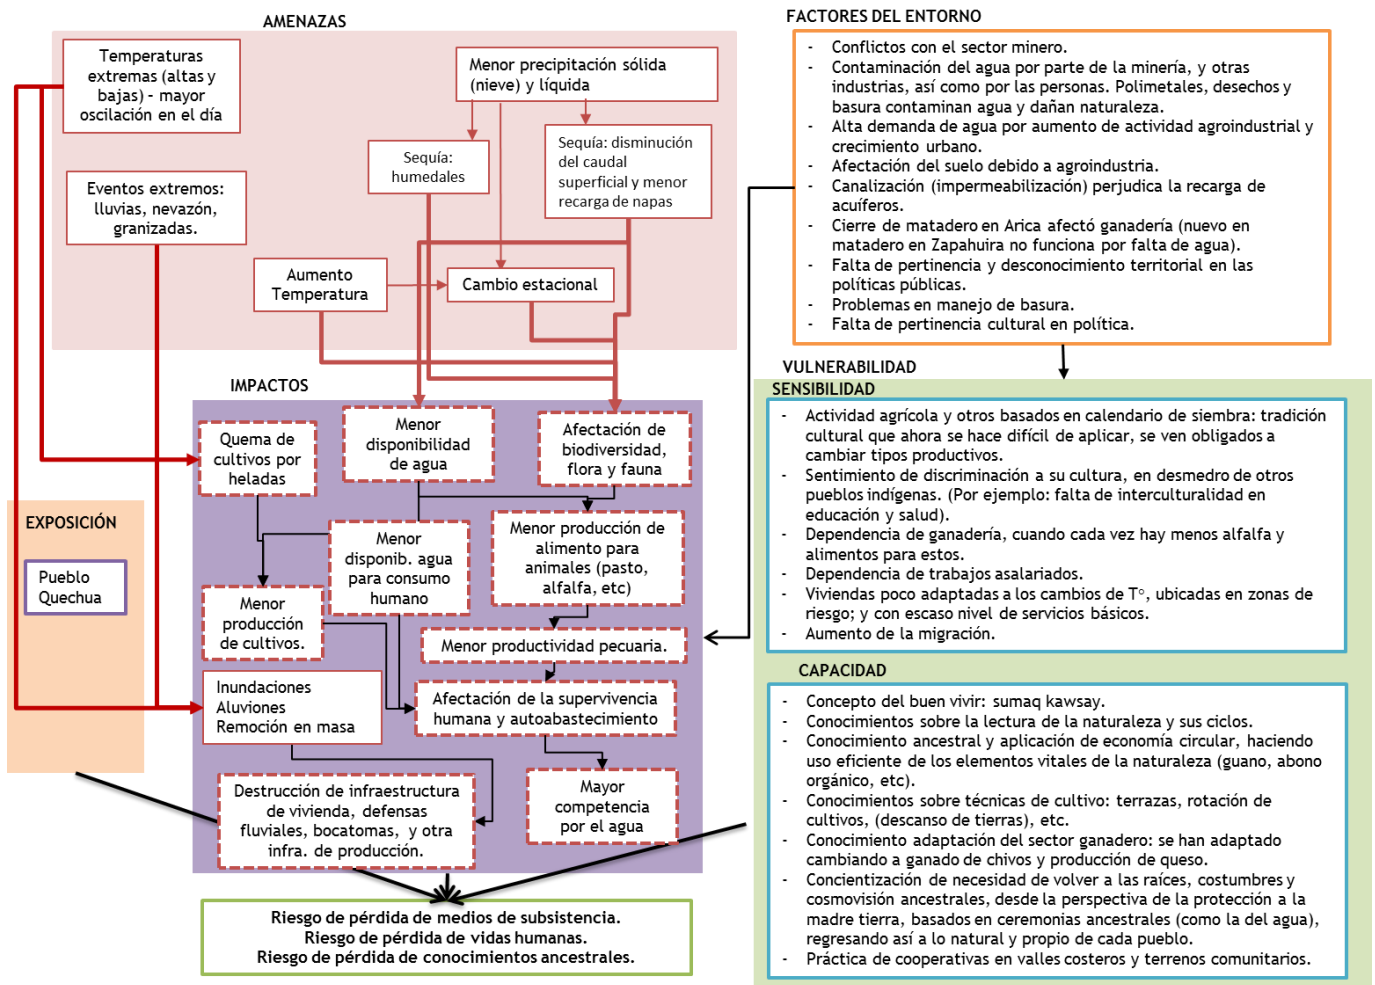 AMENAZAS
Temperaturas
extremas (altas y
bajas) – mayor
oscilación en el día
Menor precipitación sólida
(nieve) y líquida
Sequía:
humedales
Sequía: disminución
del caudal
superficial y menor
recarga de napas
Eventos extremos:
lluvias, nevazón,
granizadas.
Aumento
Temperatura
Cambio estacional
IMPACTOS
Quema de
cultivos por
heladas
Menor
disponibilidad
de agua
Afectación de
biodiversidad,
flora y fauna
EXPOSICIÓN
Pueblo
Quechua
Menor
disponib. agua
para consumo
humano
Menor producción de
alimento para
animales (pasto,
alfalfa, etc)
Menor
producción
de cultivos.
Menor productividad pecuaria.
Inundaciones
Aluviones
Remoción en masa
Afectación de la supervivencia
humana y autoabastecimiento
Destrucción de infraestructura
de vivienda, defensas
fluviales, bocatomas, y otra
infra. de producción.
Mayor
competencia
por el agua
Riesgo de pérdida de medios de subsistencia.
Riesgo de pérdida de vidas humanas.
Riesgo de pérdida de conocimientos ancestrales.
FACTORES DEL ENTORNO
- Conflictos con el sector minero.
- Contaminación del agua por parte de la minería, y otras
industrias, así como por las personas. Polimetales, desechos y
basura contaminan agua y dañan naturaleza.
- Alta demanda de agua por aumento de actividad agroindustrial y
crecimiento urbano.
- Afectación del suelo debido a agroindustria.
- Canalización (impermeabilización) perjudica la recarga de
acuíferos.
- Cierre de matadero en Arica afectó ganadería (nuevo en
matadero en Zapahuira no funciona por falta de agua).
- Falta de pertinencia y desconocimiento territorial en las
políticas públicas.
- Problemas en manejo de basura.
- Falta de pertinencia cultural en política.
VULNERABILIDAD
SENSIBILIDAD
- Actividad agrícola y otros basados en calendario de siembra: tradición
cultural que ahora se hace difícil de aplicar, se ven obligados a
cambiar tipos productivos.
- Sentimiento de discriminación a su cultura, en desmedro de otros
pueblos indígenas. (Por ejemplo: falta de interculturalidad en
educación y salud).
- Dependencia de ganadería, cuando cada vez hay menos alfalfa y
alimentos para estos.
- Dependencia de trabajos asalariados.
- Viviendas poco adaptadas a los cambios de T°, ubicadas en zonas de
riesgo; y con escaso nivel de servicios básicos.
- Aumento de la migración.
CAPACIDAD
- Concepto del buen vivir: sumaq kawsay.
- Conocimientos sobre la lectura de la naturaleza y sus ciclos.
- Conocimiento ancestral y aplicación de economía circular, haciendo
uso eficiente de los elementos vitales de la naturaleza (guano, abono
orgánico, etc).
- Conocimientos sobre técnicas de cultivo: terrazas, rotación de
cultivos, (descanso de tierras), etc.
- Conocimiento adaptación del sector ganadero: se han adaptado
cambiando a ganado de chivos y producción de queso.
- Concientización de necesidad de volver a las raíces, costumbres y
cosmovisión ancestrales, desde la perspectiva de la protección a la
madre tierra, basados en ceremonias ancestrales (como la del agua),
regresando así a lo natural y propio de cada pueblo.
- Práctica de cooperativas en valles costeros y terrenos comunitarios.